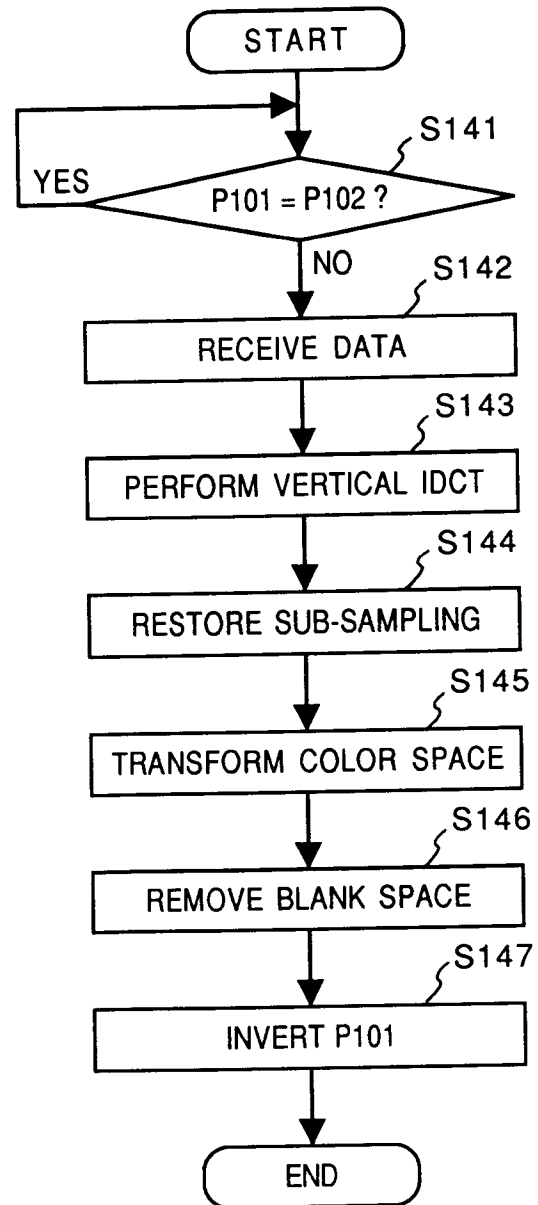 START
S141
YES
P101 = P102 ?
NO
S142
RECEIVE DATA
S143
PERFORM VERTICAL IDCT
S144
RESTORE SUB-SAMPLING
S145
TRANSFORM COLOR SPACE
S146
REMOVE BLANK SPACE
S147
INVERT P101
END